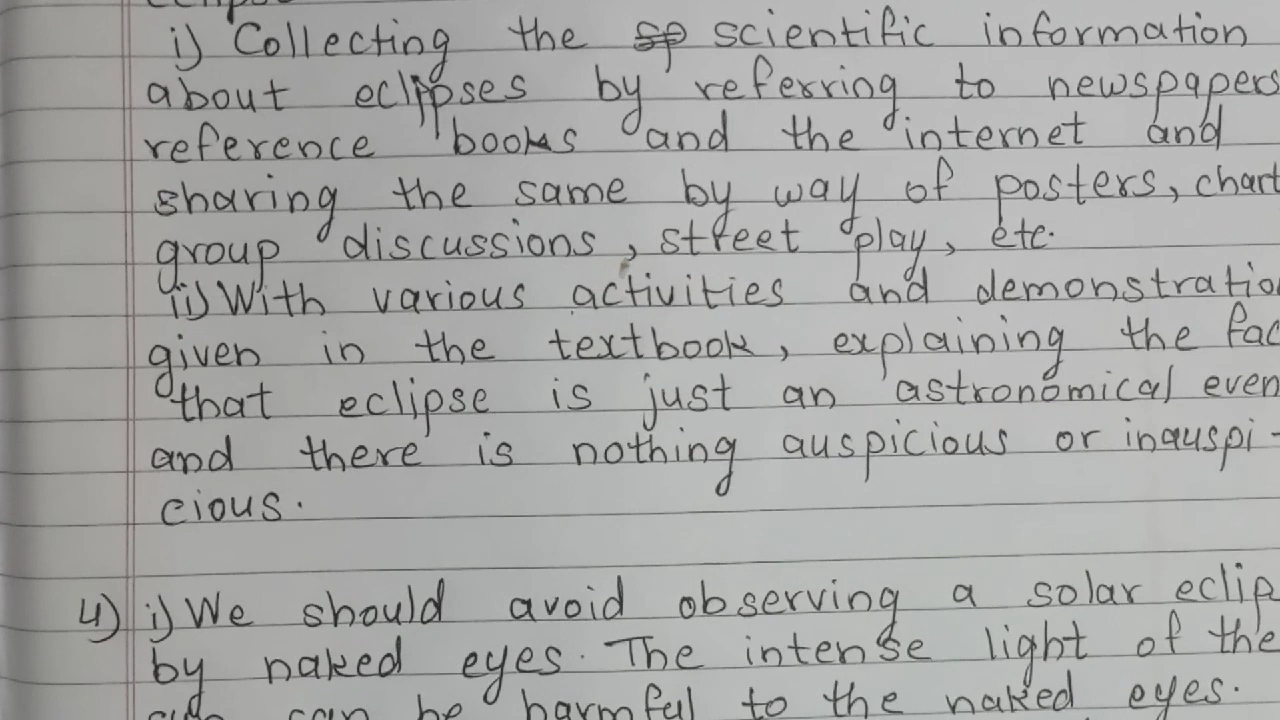 i) Collecting the scientific information
about eclipses by referring to newspapers
reference books and the internet and
sharing the same by way of posters, chart
group discussions, street play, etc.
ii) With various activities and demonstratio
given in the textbook, explaining the fac
that eclipse is just an astronomical even
and there is nothing auspicious or inauspi-
cious.
4) i) We should avoid observing a solar eclip
by naked eyes. The intense light of the
can be harmful to the naked eyes.